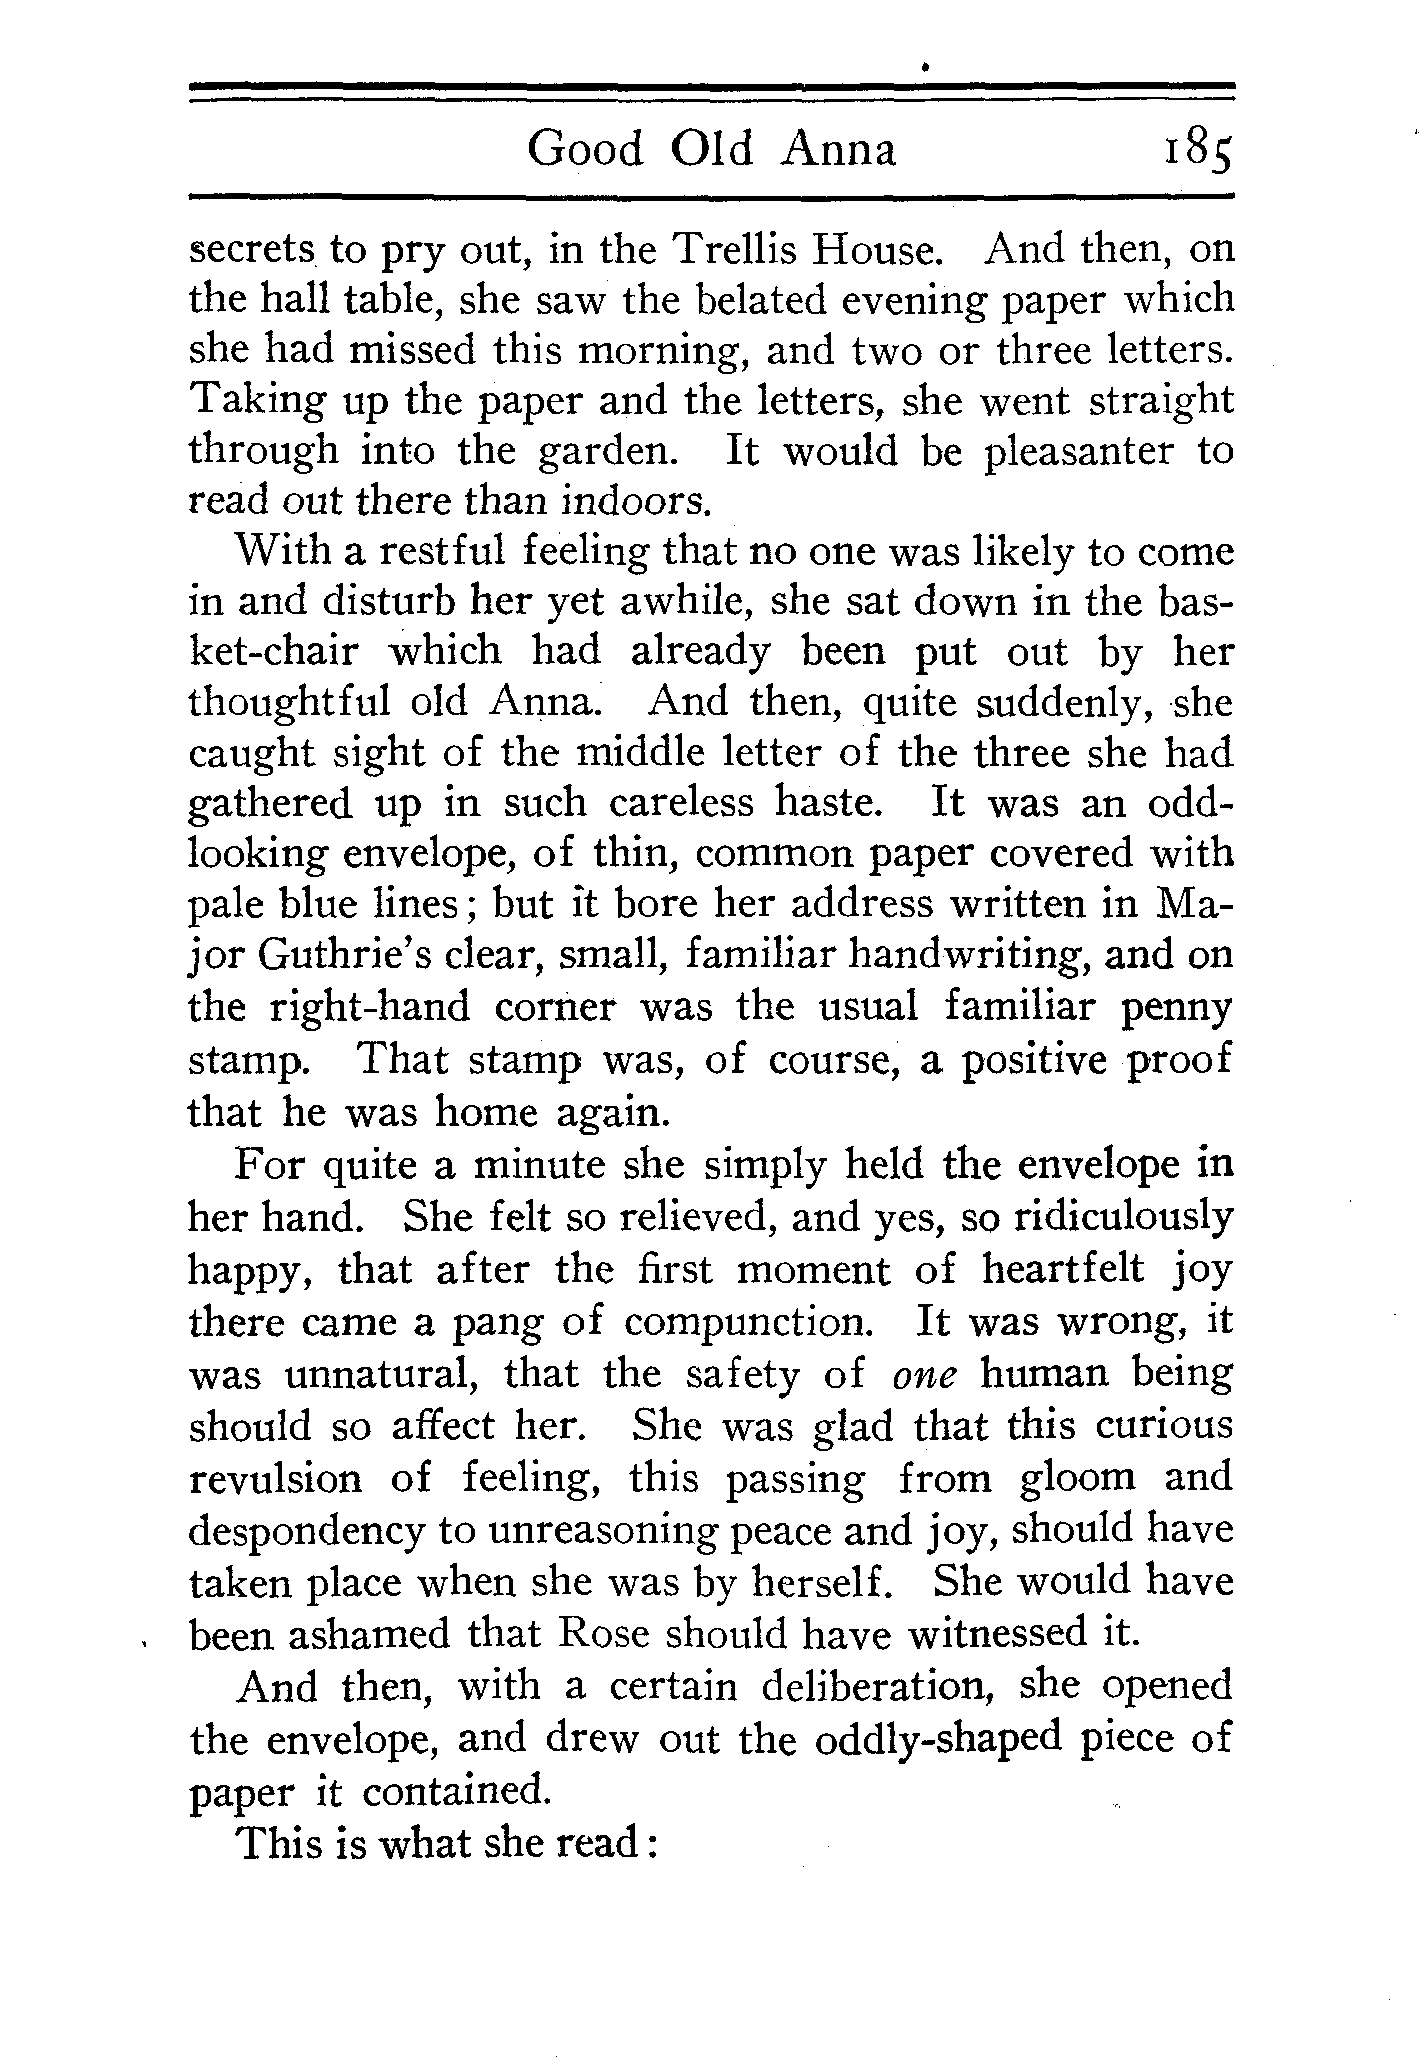 Good Old Anna 185
secrets to pry out, in the Trellis House. And then, on
the hall table, she saw the belated evening paper which
she had missed this morning, and two or three letters.
Taking up the paper and the letters, she went straight
through into the garden. It would be pleasanter to
read out there than indoors.
With a restful feeling that no one was likely to come
in and disturb her yet awhile, she sat down in the bas-
ket-chair which had already been put out by her
thoughtful old Anna. And then, quite suddenly, she
caught sight of the middle letter of the three she had
gathered up in such careless haste. It was an odd-
looking envelope, of thin, common paper covered with
pale blue lines; but it bore her address written in Ma-
jor Guthrie's clear, small, familiar handwriting, and on
the right-hand corner was the usual familiar penny
stamp. That stamp was, of course, a positive proof
that he was home again.
For quite a minute she simply held the envelope in
her hand. She felt so relieved, and yes, so ridiculously
happy, that after the first moment of heartfelt joy
there came a pang of compunction. It was wrong, it
was unnatural, that the safety of one human being
should so affect her. She was glad that this curious
revulsion of feeling, this passing from gloom and
despondency to unreasoning peace and joy, should have
taken place when she was by herself. She would have
been ashamed that Rose should have witnessed it.
And then, with a certain deliberation, she opened
the envelope, and drew out the oddly-shaped piece of
paper it contained.
This is what she read: